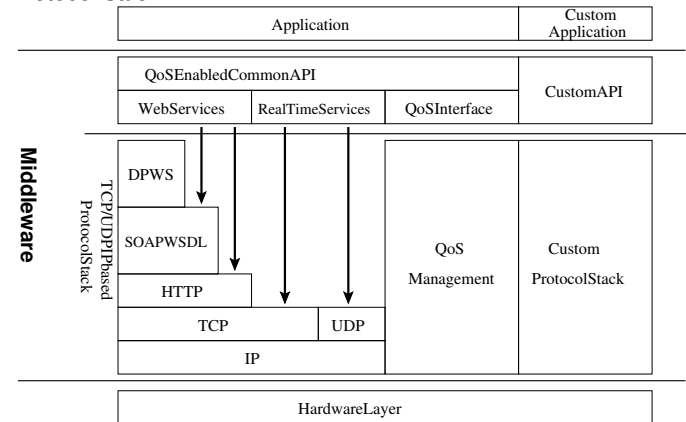 Application
Custom
Application
QoSEnabledCommonAPI
CustomAPI
WebServices
RealTimeServices
QoSInterface
Middleware
TCP/UDPIPbased
ProtocolStack
DPWS
SOAPWSDL
HTTP
TCP
UDP
IP
QoS
Management
Custom
ProtocolStack
HardwareLayer